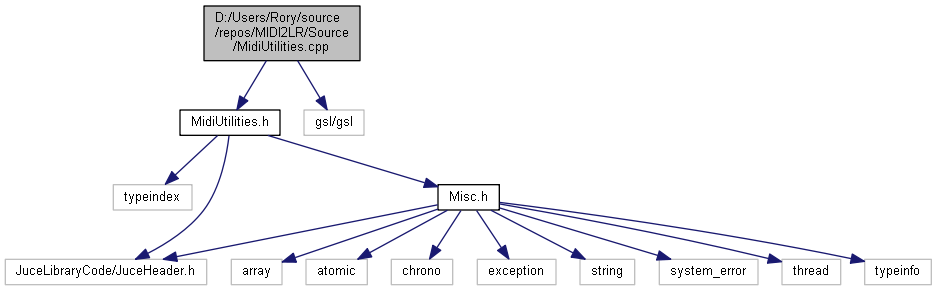 D:/Users/Rory/source
/repos/MIDI2LR/Source
/MidiUtilities.cpp
MidiUtilities.h
gsl/gsl
typeindex
Misc.h
JuceLibraryCode/JuceHeader.h
array
atomic
chrono
exception
string
system_error
thread
typeinfo